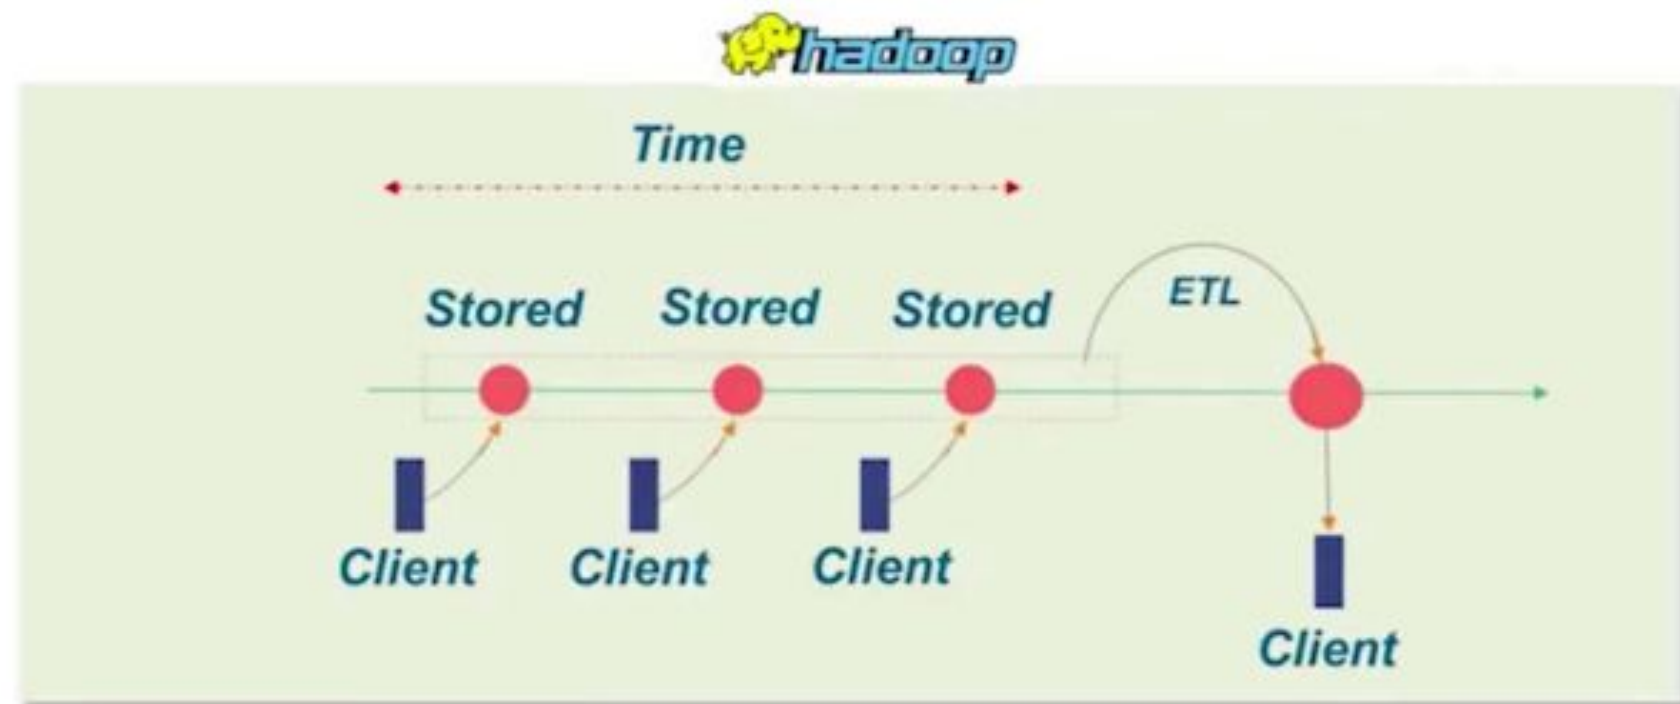 hadoop
Time
Stored Stored Stored
ETL
Client Client Client
Client